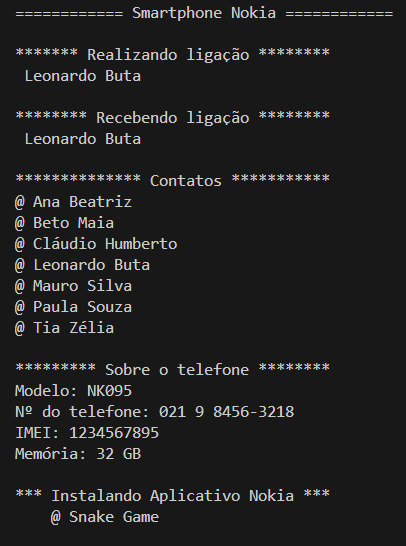 ============ Smartphone Nokia ============
******* Realizando ligação ********
Leonardo Buta
******** Recebendo ligação ********
Leonardo Buta
************** Contatos ***********
@ Ana Beatriz
@ Beto Maia
@ Cláudio Humberto
@ Leonardo Buta
@ Mauro Silva
@ Paula Souza
@ Tia Zélia
********* Sobre o telefone ********
Modelo: NK095
Nº do telefone: 021 9 8456-3218
IMEI: 1234567895
Memória: 32 GB
*** Instalando Aplicativo Nokia ***
@ Snake Game